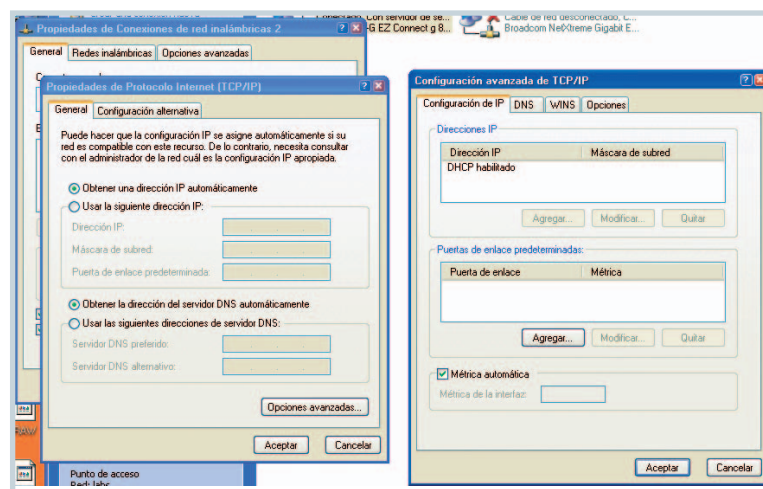 Conectado, Con servidor de se...
-G EZ Connect g 8...
Cable de red desconectado, C...
Broadcom NetXtreme Gigabit E...
Propiedades de Conexiones de red inalámbricas 2
General Redes inalámbricas Opciones avanzadas
Propiedades de Protocolo Internet (TCP/IP)
General Configuración alternativa
Puede hacer que la configuración IP se asigne automáticamente si su
red es compatible con este recurso. De lo contrario, necesita consultar
con el administrador de la red cuál es la configuración IP apropiada.
Obtener una dirección IP automáticamente
Usar la siguiente dirección IP:
Dirección IP:
Máscara de subred:
Puerta de enlace predeterminada:
Obtener la dirección del servidor DNS automáticamente
Usar las siguientes direcciones de servidor DNS:
Servidor DNS preferido:
Servidor DNS alternativo:
Opciones avanzadas...
Aceptar Cancelar
RAW
Punto de acceso
Red: labc
Configuración avanzada de TCP/IP
Configuración de IP DNS WINS Opciones
Direcciones IP
Dirección IP Máscara de subred
DHCP habilitado
Agregar... Modificar... Quitar
Puertas de enlace predeterminadas:
Puerta de enlace Métrica
Agregar... Modificar... Quitar
Métrica automática
Métrica de la interfaz:
Aceptar Cancelar